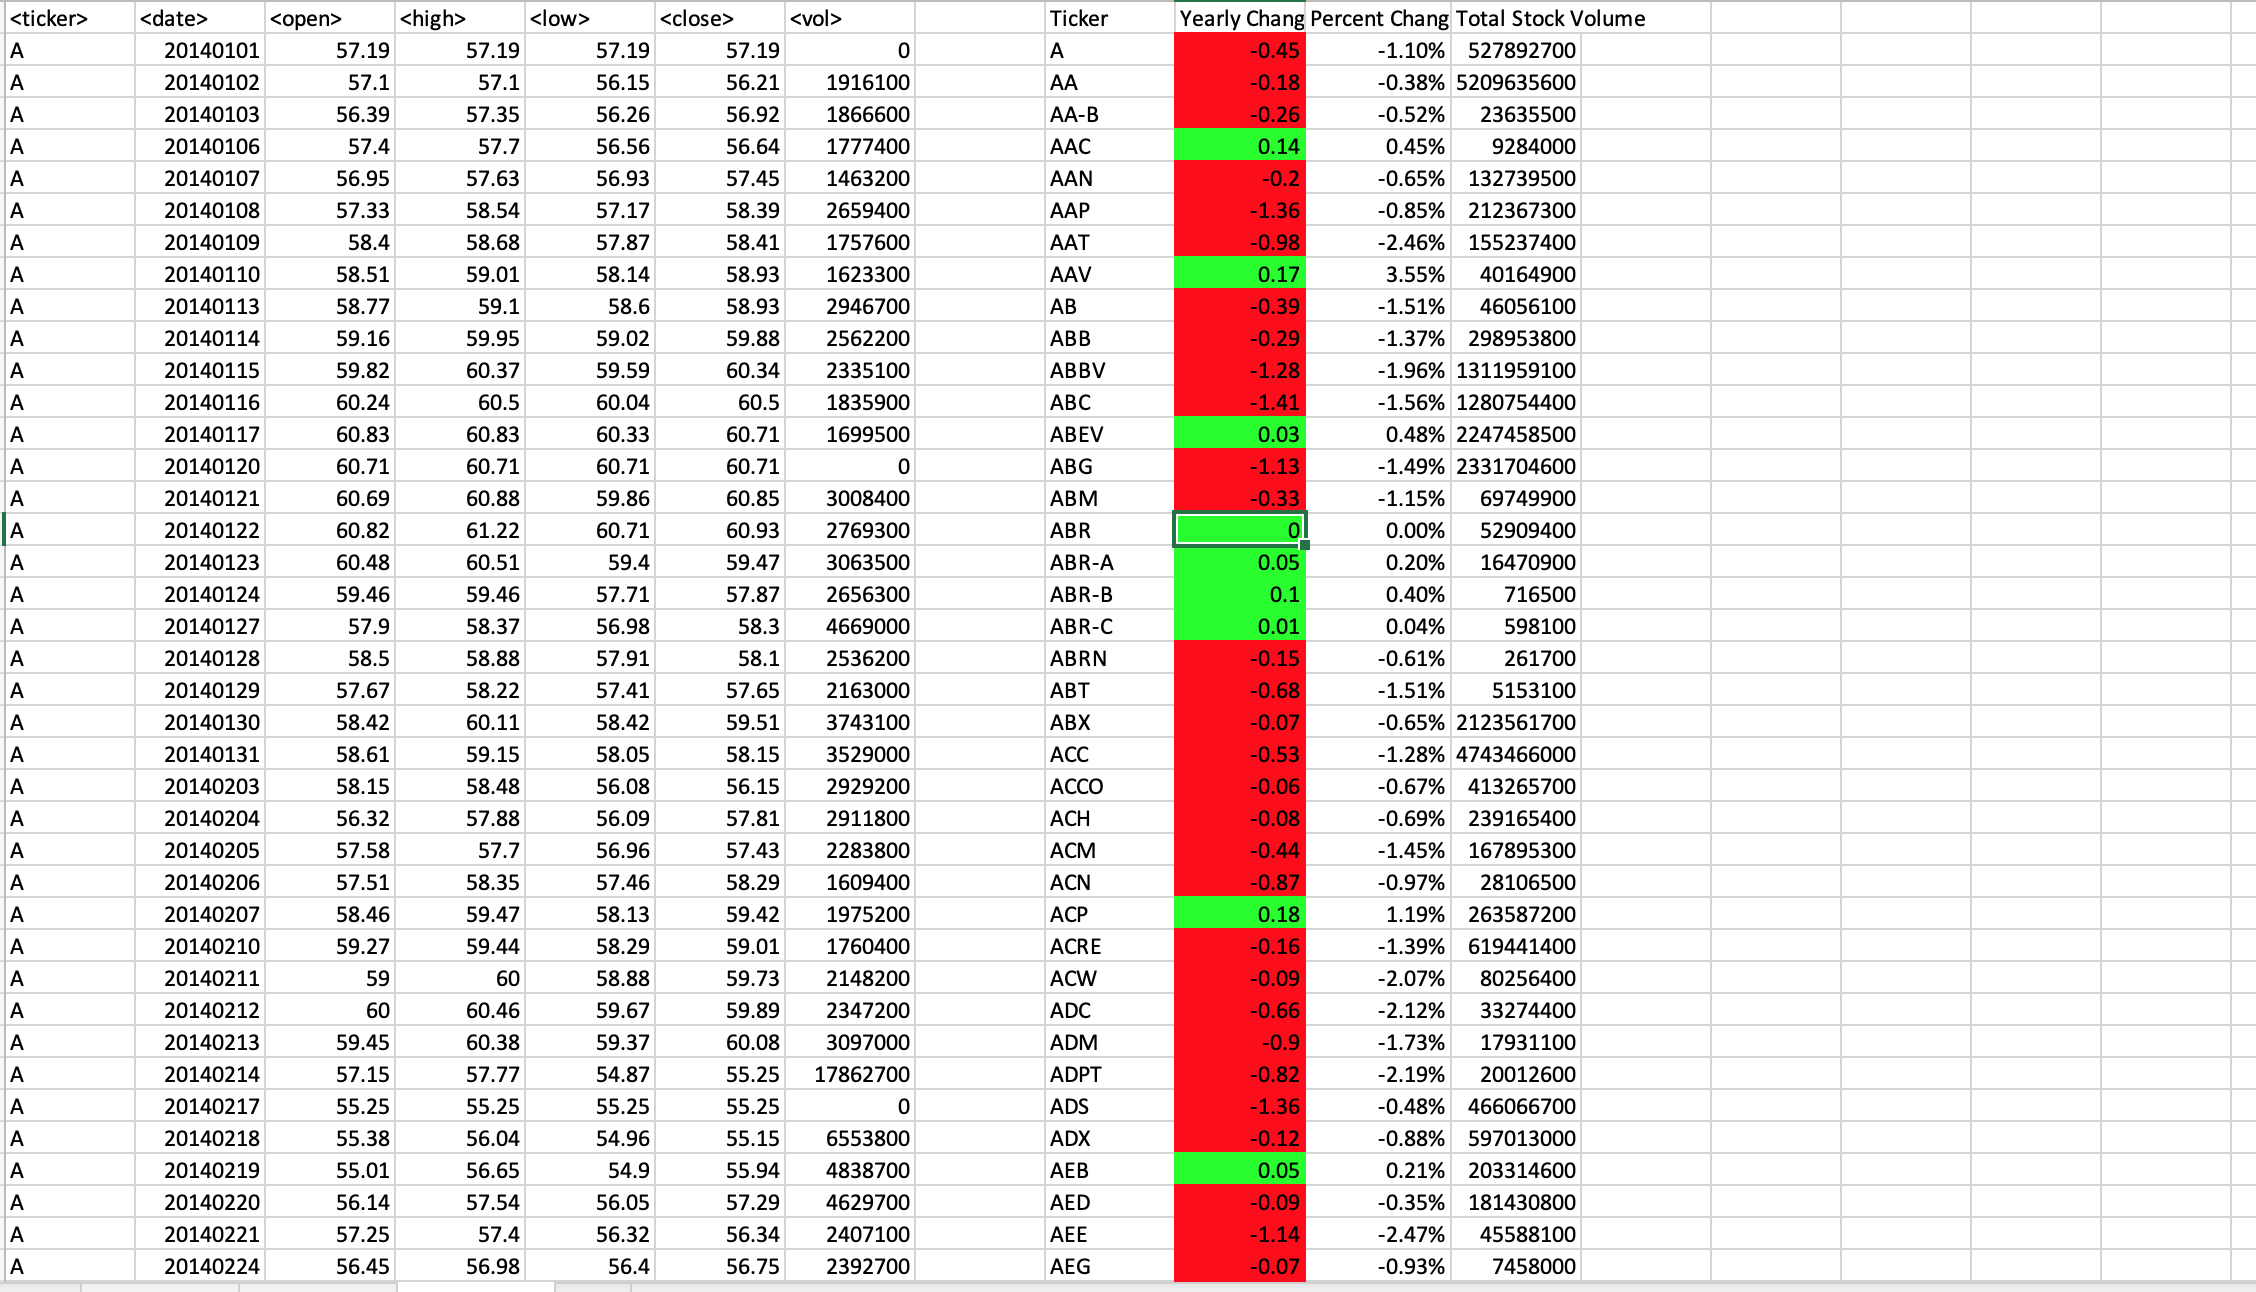 <ticker> <date> <open> <high> <low> <close> <vol> Ticker Yearly Chang Percent Chang Total Stock Volume
A 20140101 57.19 57.19 57.19 57.19 0 A -0.45 -1.10% 527892700
A 20140102 57.1 57.1 56.15 56.21 1916100 AA -0.18 -0.38% 5209635600
A 20140103 56.39 57.35 56.26 56.92 1866600 AA-B -0.26 -0.52% 23635500
A 20140106 57.4 57.7 56.56 56.64 1777400 AAC 0.14 0.45% 9284000
A 20140107 56.95 57.63 56.93 57.45 1463200 AAN -0.2 -0.65% 132739500
A 20140108 57.33 58.54 57.17 58.39 2659400 AAP -1.36 -0.85% 212367300
A 20140109 58.4 58.68 57.87 58.41 1757600 AAT -0.98 -2.46% 155237400
A 20140110 58.51 59.01 58.14 58.93 1623300 AAV 0.17 3.55% 40164900
A 20140113 58.77 59.1 58.6 58.93 2946700 AB -0.39 -1.51% 46056100
A 20140114 59.16 59.95 59.02 59.88 2562200 ABB -0.29 -1.37% 298953800
A 20140115 59.82 60.37 59.59 60.34 2335100 ABBV -1.28 -1.96% 1311959100
A 20140116 60.24 60.5 60.04 60.5 1835900 ABC -1.41 -1.56% 1280754400
A 20140117 60.83 60.83 60.33 60.71 1699500 ABEV 0.03 0.48% 2247458500
A 20140120 60.71 60.71 60.71 60.71 0 ABG -1.13 -1.49% 2331704600
A 20140121 60.69 60.88 59.86 60.85 3008400 ABM -0.33 -1.15% 69749900
A 20140122 60.82 61.22 60.71 60.93 2769300 ABR 0 0.00% 52909400
A 20140123 60.48 60.51 59.4 59.47 3063500 ABR-A 0.05 0.20% 16470900
A 20140124 59.46 59.46 57.71 57.87 2656300 ABR-B 0.1 0.40% 716500
A 20140127 57.9 58.37 56.98 58.3 4669000 ABR-C 0.01 0.04% 598100
A 20140128 58.5 58.88 57.91 58.1 2536200 ABRN -0.15 -0.61% 261700
A 20140129 57.67 58.22 57.41 57.65 2163000 ABT -0.68 -1.51% 5153100
A 20140130 58.42 60.11 58.42 59.51 3743100 ABX -0.07 -0.65% 2123561700
A 20140131 58.61 59.15 58.05 58.15 3529000 ACC -0.53 -1.28% 4743466000
A 20140203 58.15 58.48 56.08 56.15 2929200 ACCO -0.06 -0.67% 413265700
A 20140204 56.32 57.88 56.09 57.81 2911800 ACH -0.08 -0.69% 239165400
A 20140205 57.58 57.7 56.96 57.43 2283800 ACM -0.44 -1.45% 167895300
A 20140206 57.51 58.35 57.46 58.29 1609400 ACN -0.87 -0.97% 28106500
A 20140207 58.46 59.47 58.13 59.42 1975200 ACP 0.18 1.19% 263587200
A 20140210 59.27 59.44 58.29 59.01 1760400 ACRE -0.16 -1.39% 619441400
A 20140211 59 60 58.88 59.73 2148200 ACW -0.09 -2.07% 80256400
A 20140212 60 60.46 59.67 59.89 2347200 ADC -0.66 -2.12% 33274400
A 20140213 59.45 60.38 59.37 60.08 3097000 ADM -0.9 -1.73% 17931100
A 20140214 57.15 57.77 54.87 55.25 17862700 ADPT -0.82 -2.19% 20012600
A 20140217 55.25 55.25 55.25 55.25 0 ADS -1.36 -0.48% 466066700
A 20140218 55.38 56.04 54.96 55.15 6553800 ADX -0.12 -0.88% 597013000
A 20140219 55.01 56.65 54.9 55.94 4838700 AEB 0.05 0.21% 203314600
A 20140220 56.14 57.54 56.05 57.29 4629700 AED -0.09 -0.35% 181430800
A 20140221 57.25 57.4 56.32 56.34 2407100 AEE -1.14 -2.47% 45588100
A 20140224 56.45 56.98 56.4 56.75 2392700 AEG -0.07 -0.93% 7458000